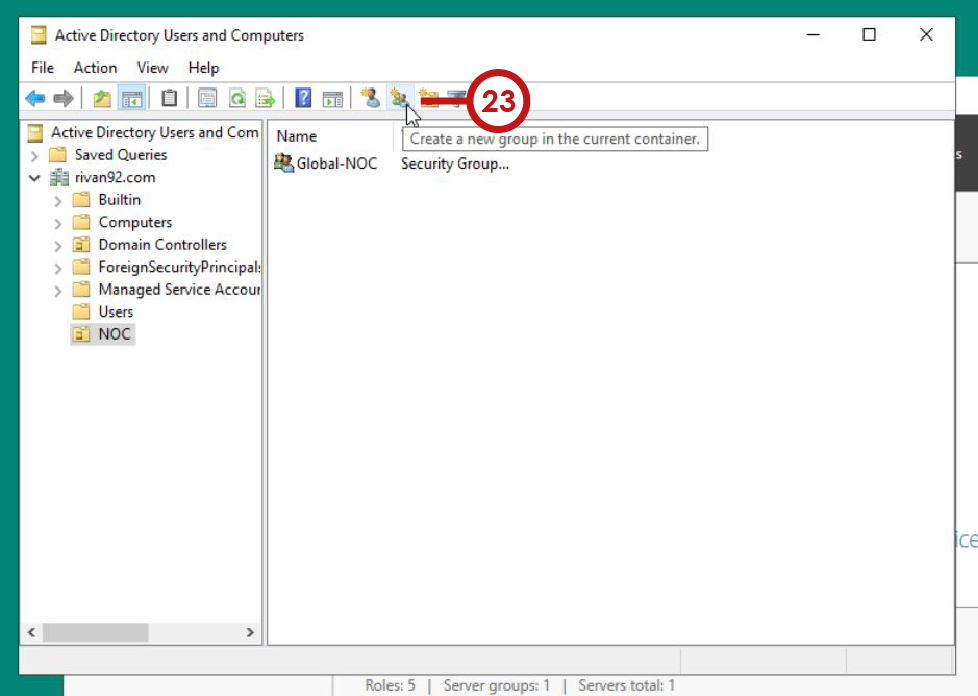 Active Directory Users and Computers
File Action View Help
23
Active Directory Users and Com
Name
Create a new group in the current container.
Saved Queries
Global-NOC Security Group...
rivan92.com
Builtin
Computers
Domain Controllers
ForeignSecurityPrincipals
Managed Service Accour
Users
NOC
s
ice
Roles: 5 | Server groups: 1 | Servers total: 1